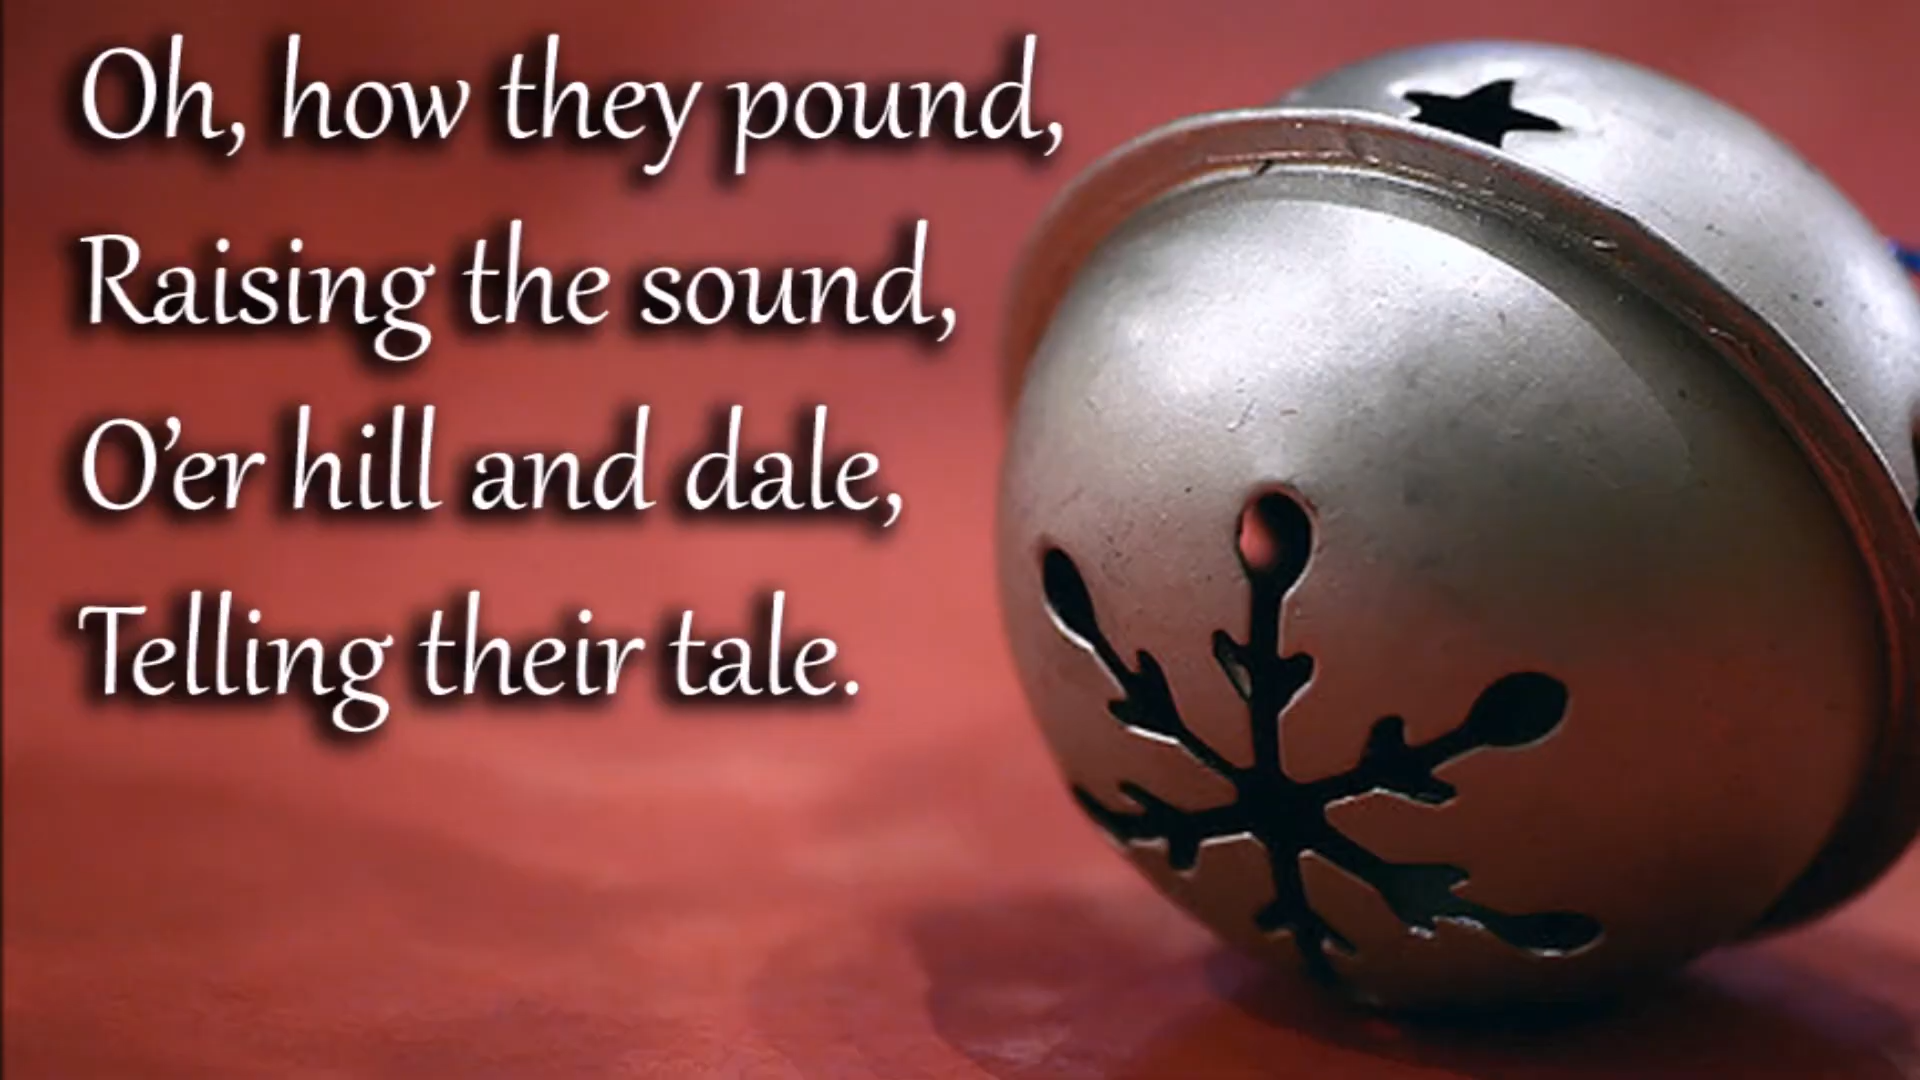 Oh, how they pound,
Raising the sound,
O’er hill and dale,
Telling their tale.